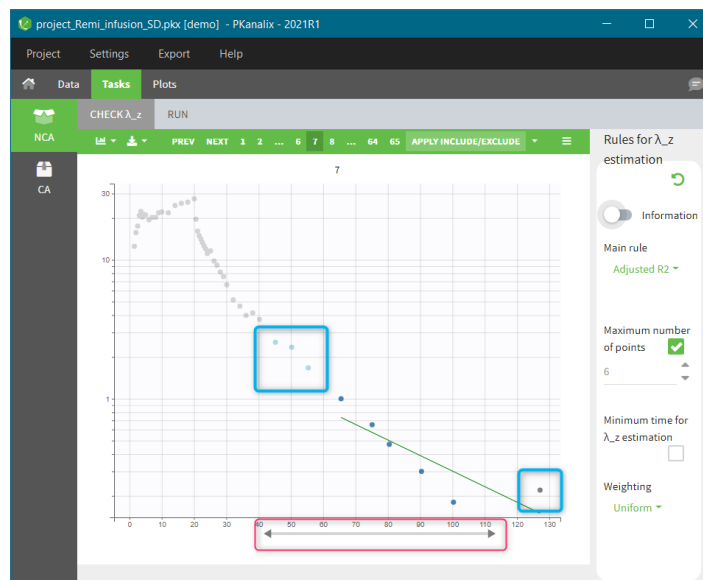 project_Remi_infusion_SD.pkx [demo] - PKanalix - 2021R1
Project Settings Export Help
Data Tasks Plots
NCA
CA
CHECK λ_z RUN
PREV NEXT 1 2 ... 6 7 8 ... 64 65 APPLY INCLUDE/EXCLUDE
7
30
10
1
0 10 20 30 40 50 60 70 80 90 100 110 120 130
Rules for λ_z
estimation
Information
Main rule
Adjusted R2
Maximum number
of points
6
Minimum time for
λ_z estimation
Weighting
Uniform